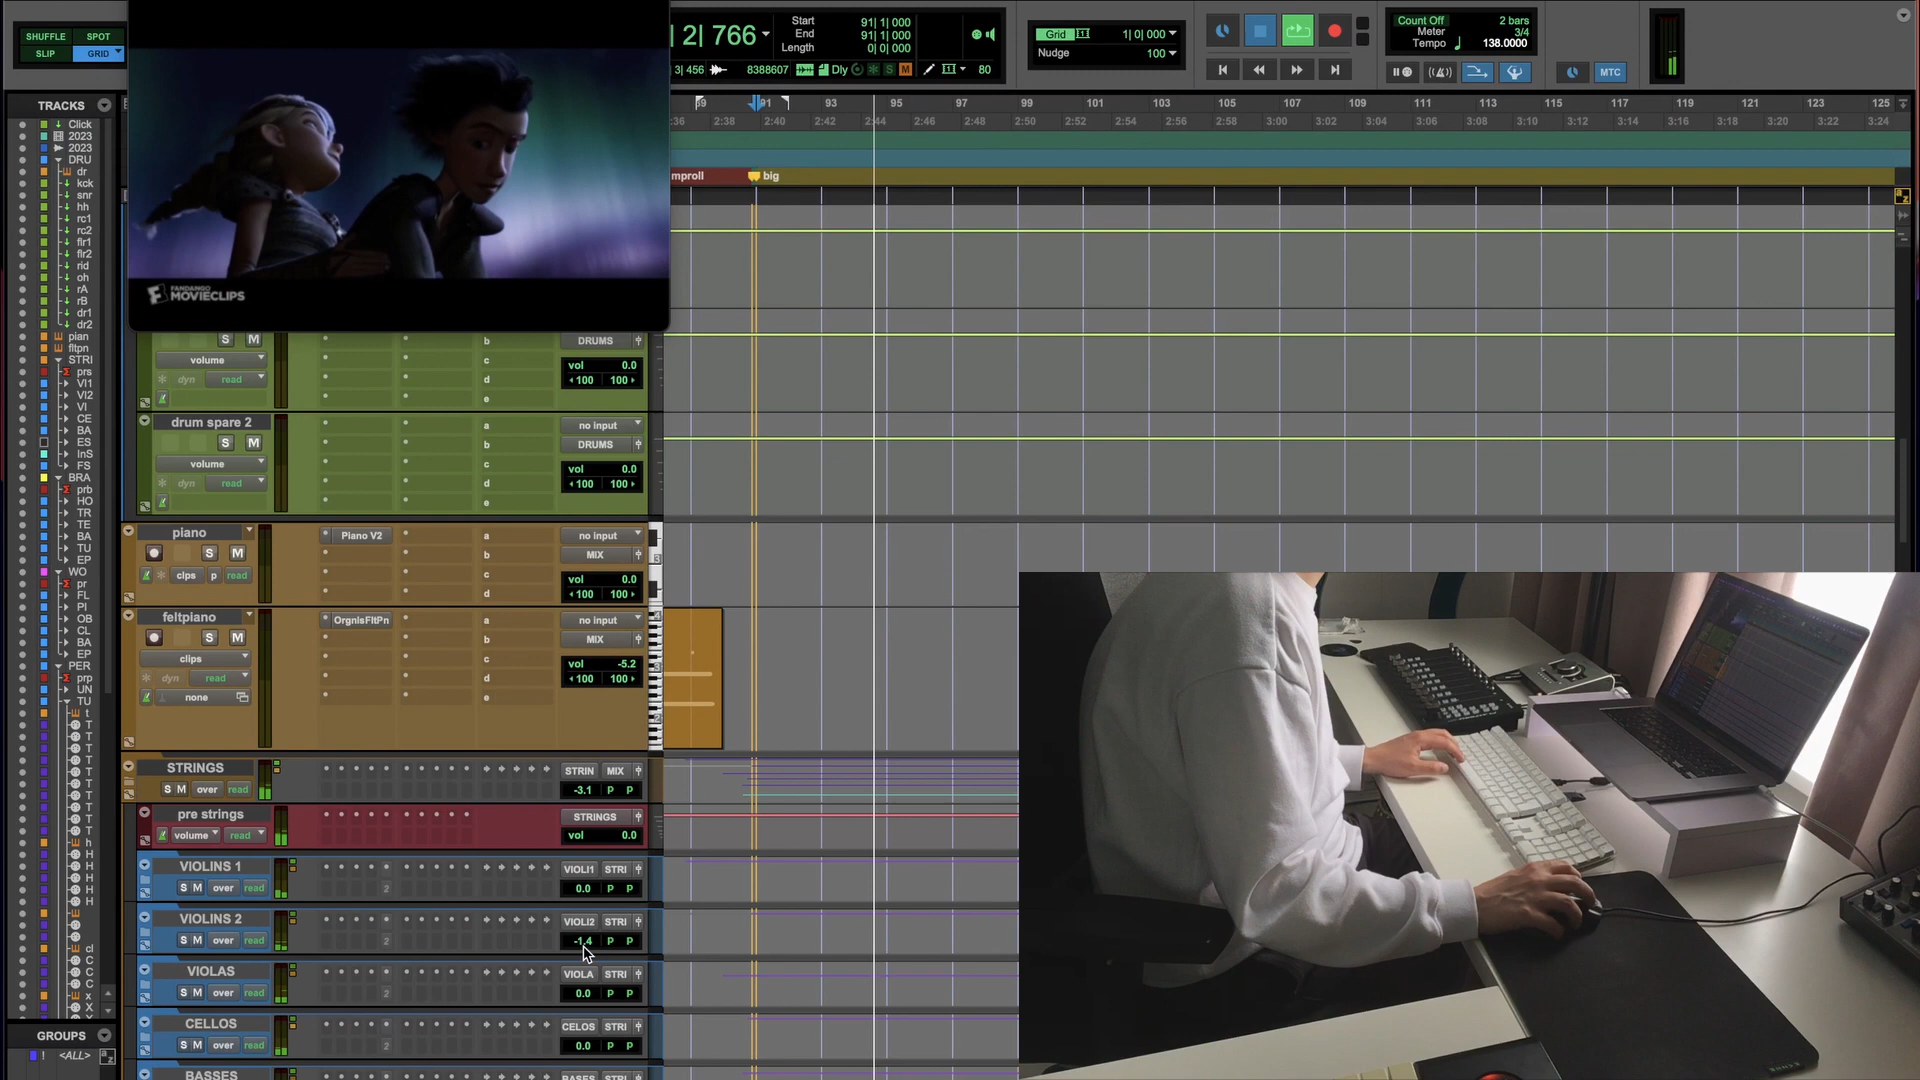 SHUFFLE SPOT
SLIP GRID
2| 766
Start 91| 1| 000
End 91| 1| 000
Length 0| 0| 000
3| 456 8388607 Dly S M 80
Grid 1| 0| 000
Nudge 100
Count Off 2 bars
Meter 3/4
Tempo 138.0000
MTC
TRACKS
91 93 95 97 99 101 103 105 107 109 111 113 115 117 119 121 123 125
2:36 2:38 2:40 2:42 2:44 2:46 2:48 2:50 2:52 2:54 2:56 2:58 3:00 3:02 3:04 3:06 3:08 3:10 3:12 3:14 3:16 3:18 3:20 3:22 3:24
mproll big
Click
2023
2023
DRU
dr
kck
snr
hh
rc1
rc2
flr1
flr2
rid
oh
rA
rB
dr1
dr2
pian
fltpn
STRI
prs
VI1
VI2
VI
CE
BA
ES
InS
FS
BRA
prb
HO
TR
TE
BA
TU
EP
WO
pr
FL
PI
OB
CL
BA
EP
PER
prp
UN
TU
t
T
T
T
T
T
T
T
T
T
T
h
H
H
H
H
H
cl
C
C
C
x
X
GROUPS
! <ALL>
FANDANGO
MOVIECLIPS
S M b DRUMS
volume c vol 0.0
dyn read d 100 100
e
drum spare 2 a no input
S M b DRUMS
volume c vol 0.0
dyn read d 100 100
e
piano Piano V2 a no input
S M b MIX
clps p read c vol 0.0
d 100 100
feltpiano OrgnlsFltPn a no input
S M b MIX
clips c vol -5.2
dyn read d 100 100
none e
STRINGS STRIN MIX
S M over read -3.1 P P
pre strings STRINGS
volume read vol 0.0
VIOLINS 1 VIOLI1 STRI
S M over read 2 0.0 P P
VIOLINS 2 VIOLI2 STRI
S M over read 2 -1.4 P P
VIOLAS VIOLA STRI
S M over read 2 0.0 P P
CELLOS CELOS STRI
S M over read 2 0.0 P P
BASSES BASES STRI